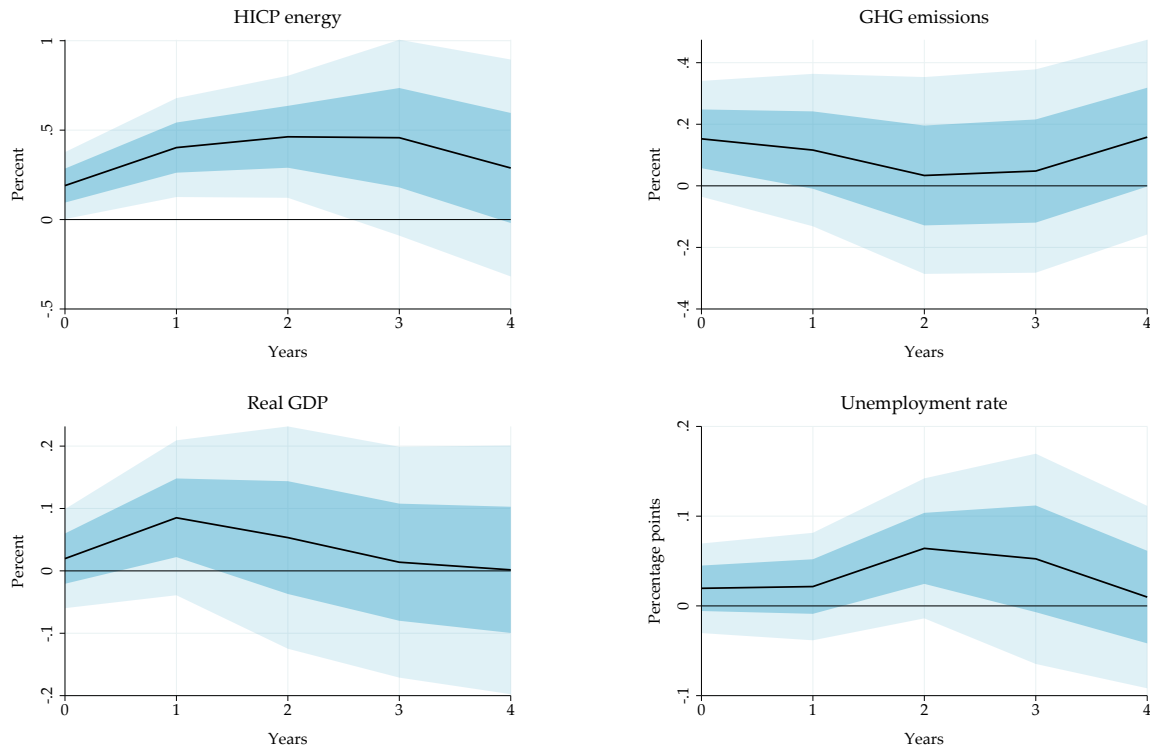 HICP energy
Percent
1
.5
0
-.5
0 1 2 3 4
Years
GHG emissions
Percent
.4
.2
0
-.2
-.4
0 1 2 3 4
Years
Real GDP
Percent
.2
.1
0
-.1
-.2
0 1 2 3 4
Years
Unemployment rate
Percentage points
.2
.1
0
-.1
0 1 2 3 4
Years